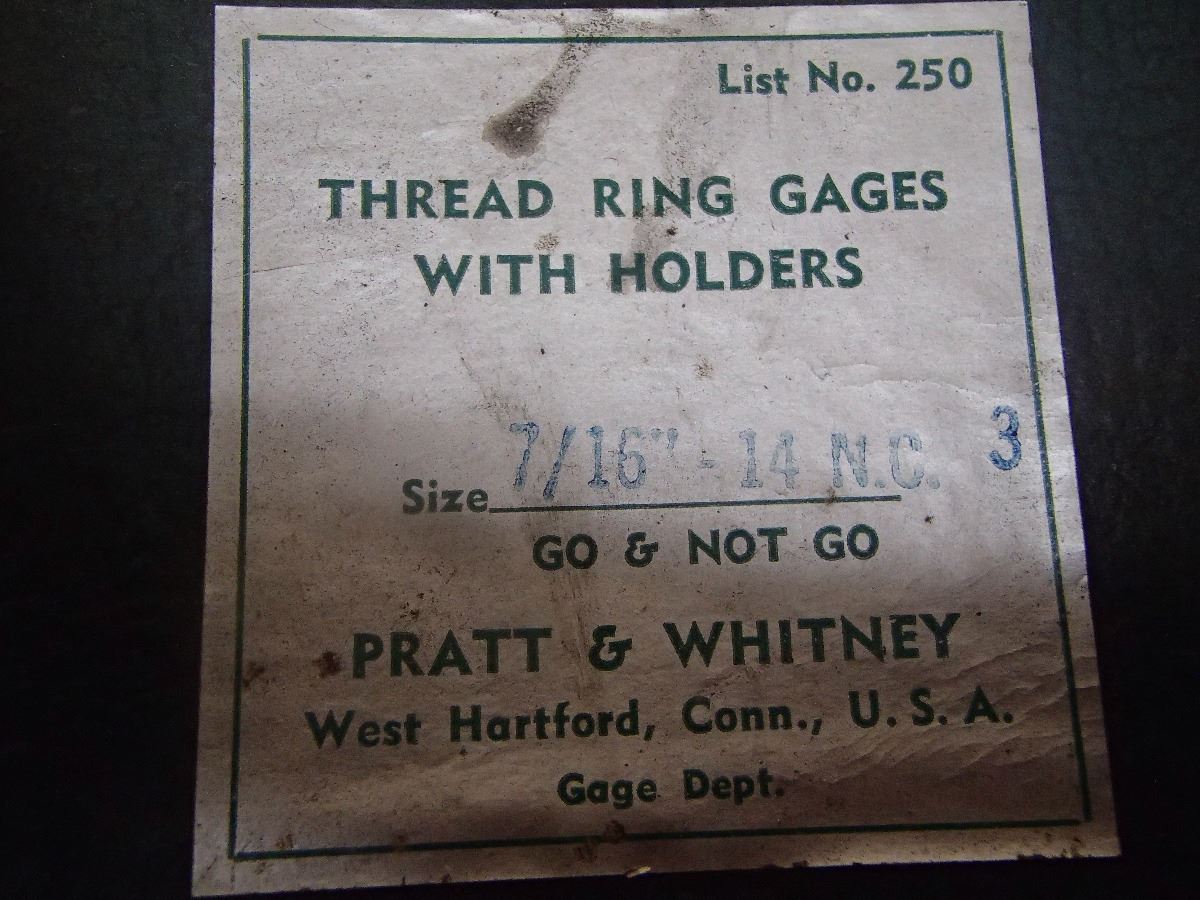 List No. 250
THREAD RING GAGES
WITH HOLDERS
Size 7/16" - 14 N.C. 3
GO & NOT GO
PRATT & WHITNEY
West Hartford, Conn., U. S. A.
Gage Dept.